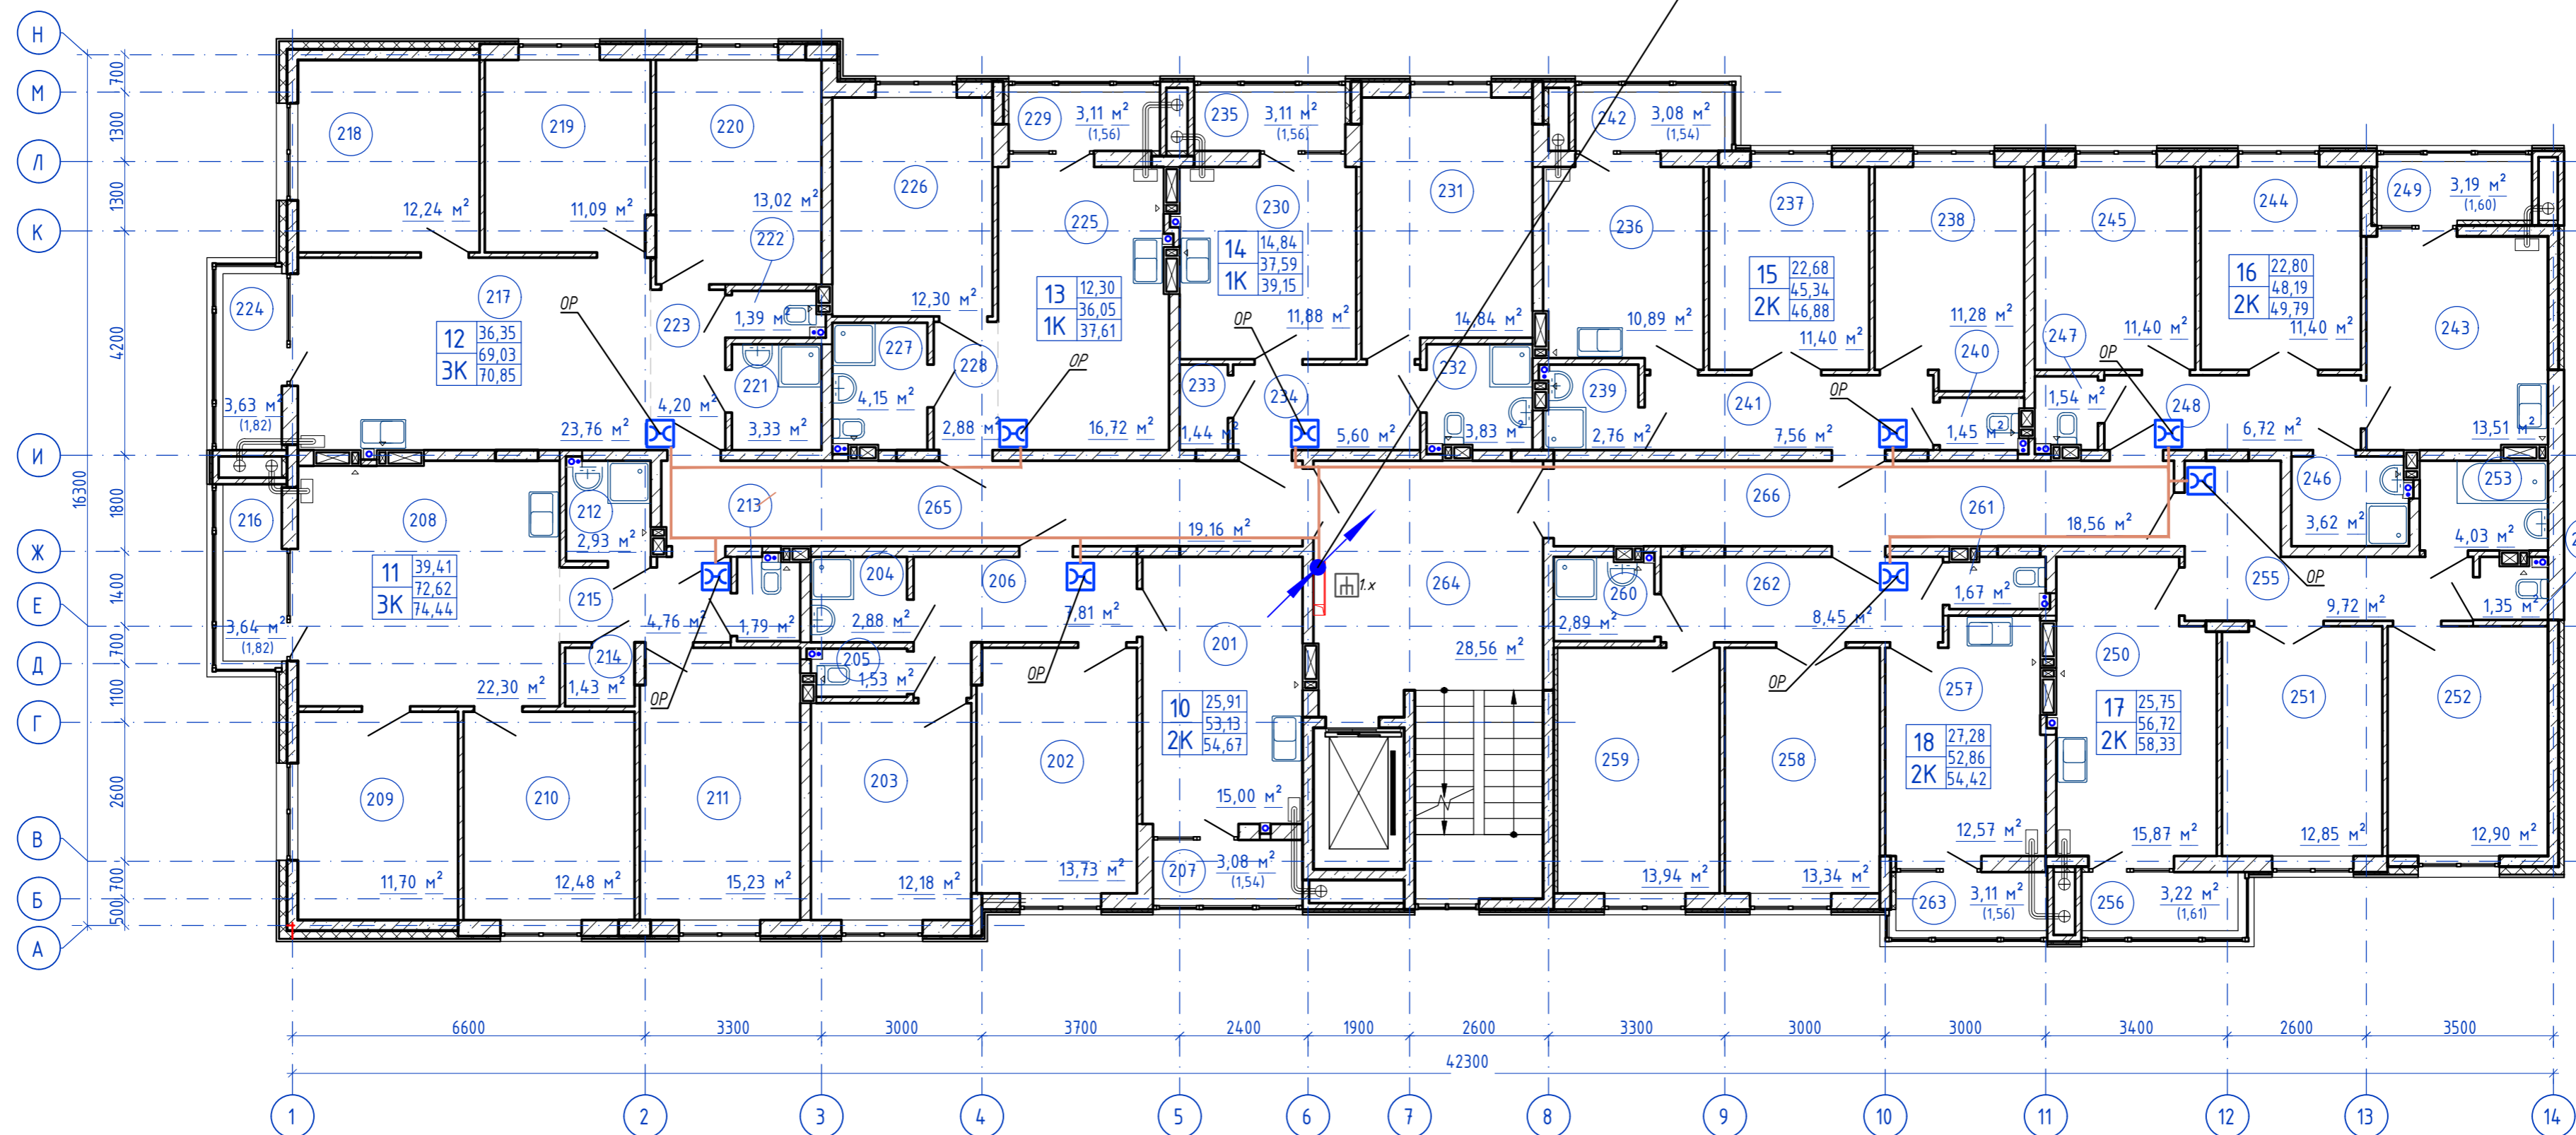 Н
М
Л
К
И
Ж
Е
Д
Г
В
Б
А
700
1300
1300
4200
1800
1400
700
1100
2600
700
500
16300
218
12,24 м²
219
11,09 м²
220
13,02 м²
222
1,39 м²
217
12 36,35
69,03
3К 70,85
23,76 м²
ОР
223
4,20 м²
221
3,33 м²
224
3,63 м²
(1,82)
226
12,30 м²
227
4,15 м²
228
2,88 м²
229
3,11 м²
(1,56)
225
13 12,30
36,05
1К 37,61
ОР
16,72 м²
235
3,11 м²
(1,56)
230
14 14,84
37,59
1К 39,15
11,88 м²
ОР
233
1,44 м²
234
5,60 м²
231
14,84 м²
232
3,83 м²
242
3,08 м²
(1,54)
236
10,89 м²
237
15 22,68
45,34
2К 46,88
11,40 м²
238
11,28 м²
239
2,76 м²
241
7,56 м²
ОР
240
1,45 м²
245
11,40 м²
247
1,54 м²
ОР
248
6,72 м²
244
16 22,80
48,19
2К 49,79
11,40 м²
249
3,19 м²
(1,60)
243
13,51 м²
216
3,64 м²
(1,82)
208
11 39,41
72,62
3К 74,44
22,30 м²
212
2,93 м²
215
4,76 м²
214
1,43 м²
213
1,79 м²
ОР
265
19,16 м²
204
2,88 м²
205
1,53 м²
206
7,81 м²
ОР
201
10 25,91
53,13
2К 54,67
15,00 м²
207
3,08 м²
(1,54)
209
11,70 м²
210
12,48 м²
211
15,23 м²
203
12,18 м²
202
13,73 м²
1.х
264
28,56 м²
266
18,56 м²
261
1,67 м²
260
2,89 м²
262
8,45 м²
ОР
259
13,94 м²
258
13,34 м²
257
18 27,28
52,86
2К 54,42
12,57 м²
263
3,11 м²
(1,56)
250
17 25,75
56,72
2К 58,33
15,87 м²
256
3,22 м²
(1,61)
246
3,62 м²
253
4,03 м²
255
9,72 м²
ОР
1,35 м²
251
12,85 м²
252
12,90 м²
6600
3300
3000
3700
2400
1900
2600
3300
3000
3000
3400
2600
3500
42300
1
2
3
4
5
6
7
8
9
10
11
12
13
14